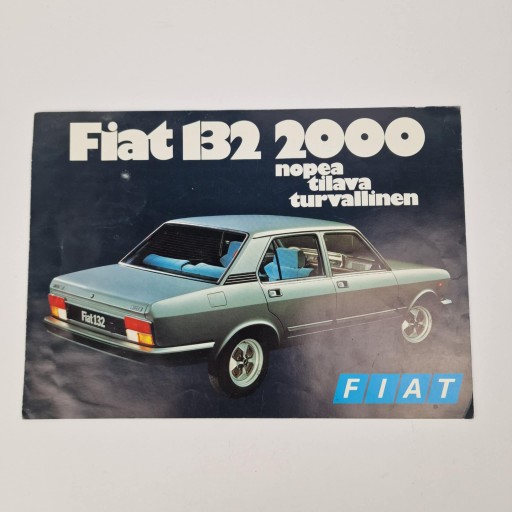 Fiat 132 2000
nopea
tilava
turvallinen
Fiat 132
FIAT